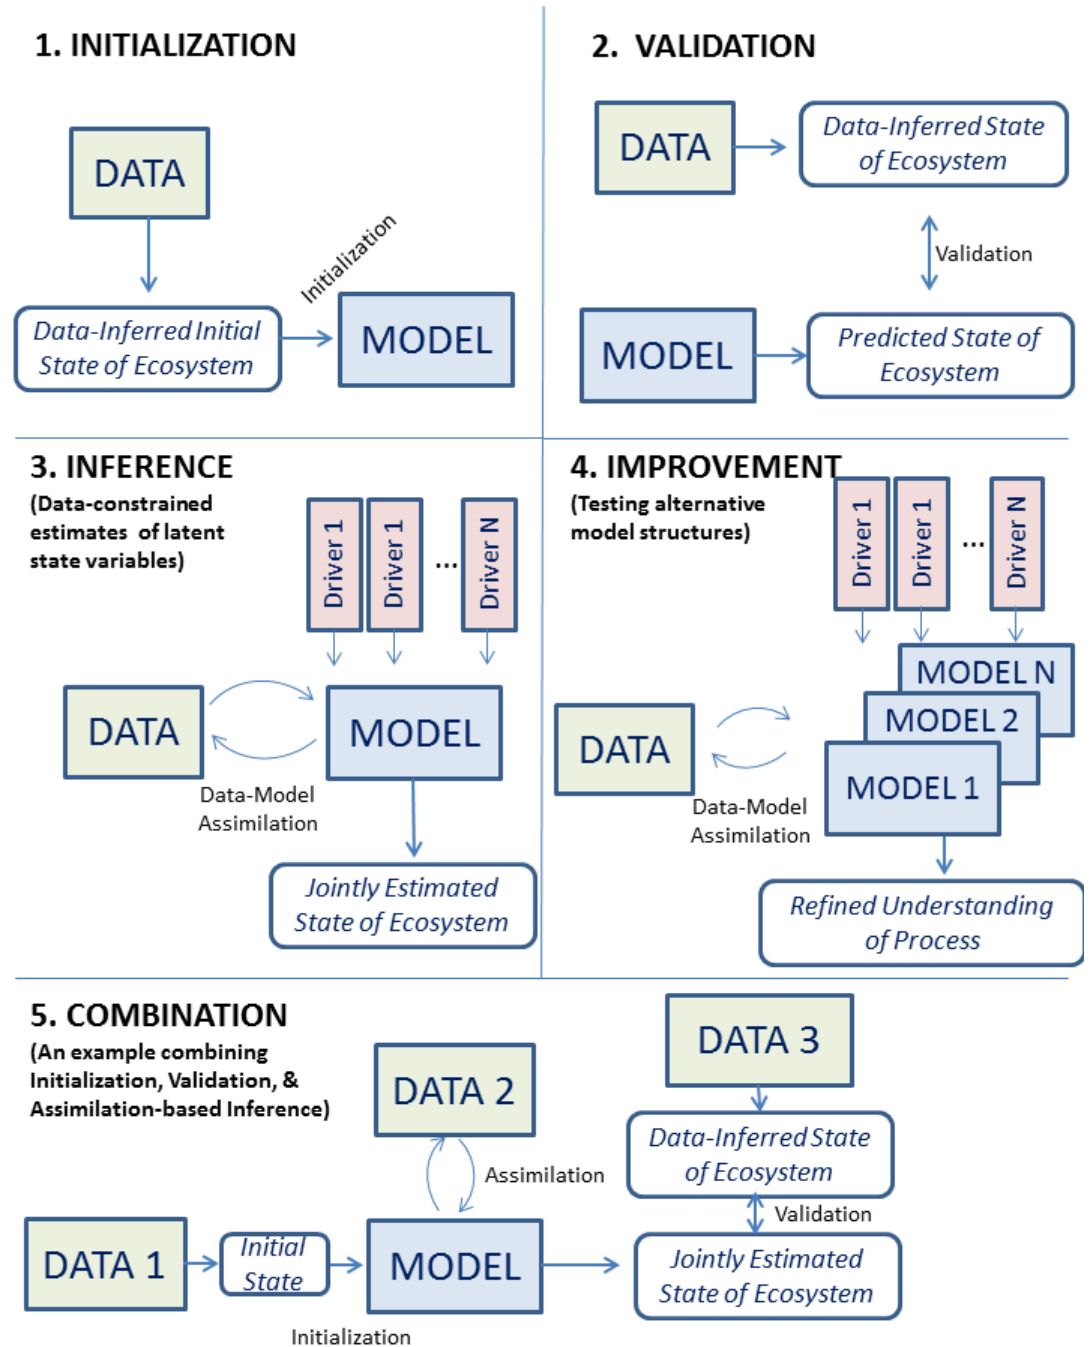 1. INITIALIZATION
DATA
Initialization
Data-Inferred Initial
State of Ecosystem
MODEL
2. VALIDATION
DATA
Data-Inferred State
of Ecosystem
Validation
MODEL
Predicted State of
Ecosystem
3. INFERENCE
(Data-constrained
estimates of latent
state variables)
Driver 1
Driver 1
...
Driver N
DATA
MODEL
Data-Model
Assimilation
Jointly Estimated
State of Ecosystem
4. IMPROVEMENT
(Testing alternative
model structures)
Driver 1
Driver 1
...
Driver N
MODEL N
MODEL 2
MODEL 1
DATA
Data-Model
Assimilation
Refined Understanding
of Process
5. COMBINATION
(An example combining
Initialization, Validation, &
Assimilation-based Inference)
DATA 2
DATA 3
Assimilation
Data-Inferred State
of Ecosystem
Validation
DATA 1
Initial
State
MODEL
Jointly Estimated
State of Ecosystem
Initialization